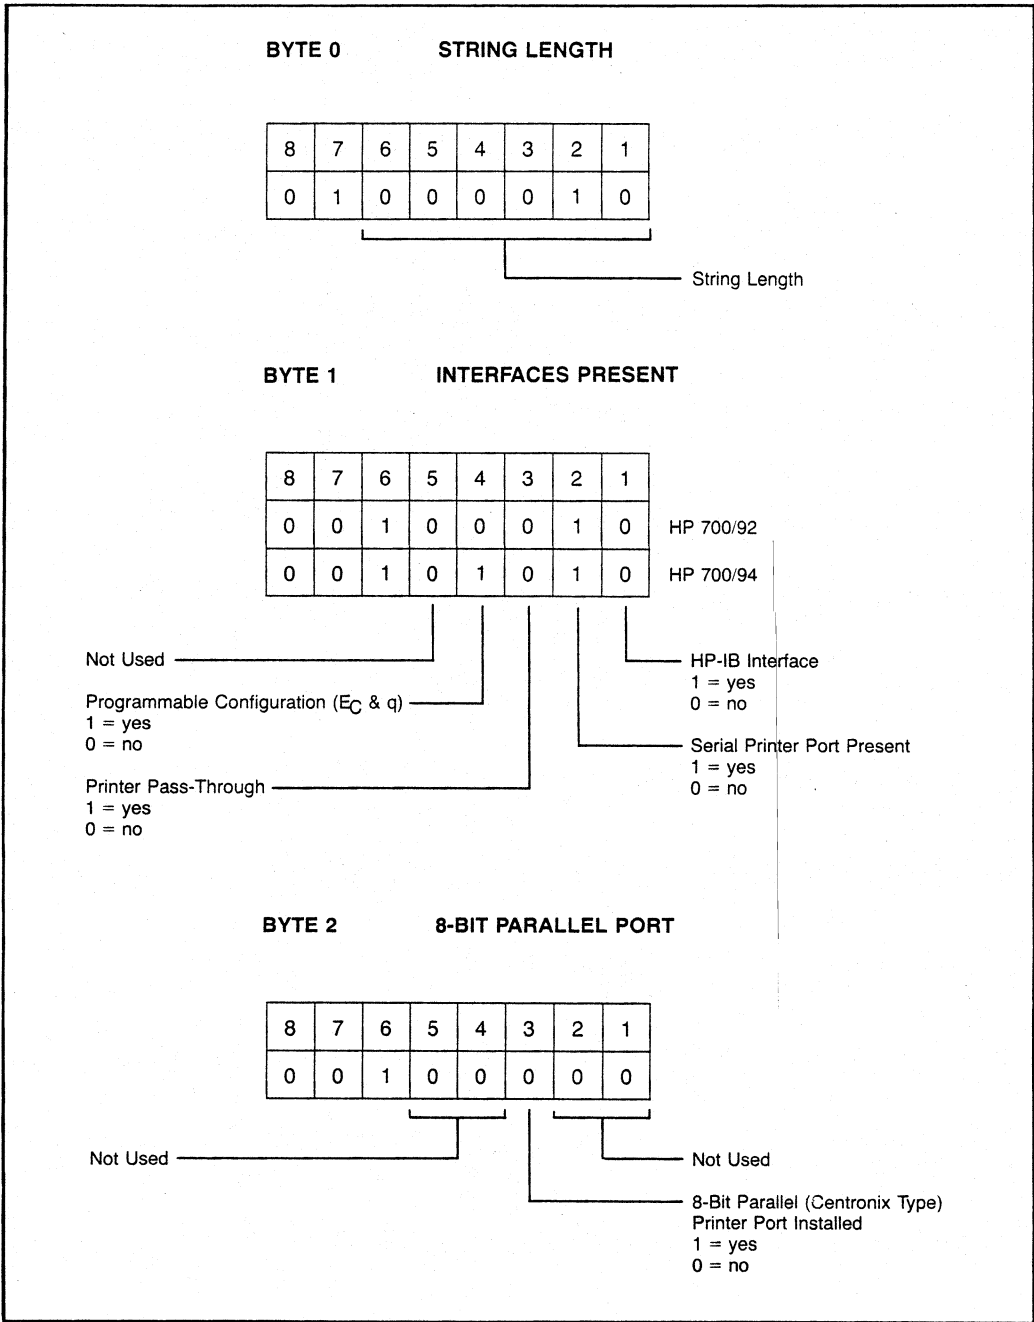 BYTE 0 STRING LENGTH
8 7 6 5 4 3 2 1
0 1 0 0 0 0 1 0
String Length
BYTE 1 INTERFACES PRESENT
8 7 6 5 4 3 2 1
0 0 1 0 0 0 1 0 HP 700/92
0 0 1 0 1 0 1 0 HP 700/94
Not Used
Programmable Configuration (EC & q)
1 = yes
0 = no
Printer Pass-Through
1 = yes
0 = no
HP-IB Interface
1 = yes
0 = no
Serial Printer Port Present
1 = yes
0 = no
BYTE 2 8-BIT PARALLEL PORT
8 7 6 5 4 3 2 1
0 0 1 0 0 0 0 0
Not Used
Not Used
8-Bit Parallel (Centronix Type)
Printer Port Installed
1 = yes
0 = no